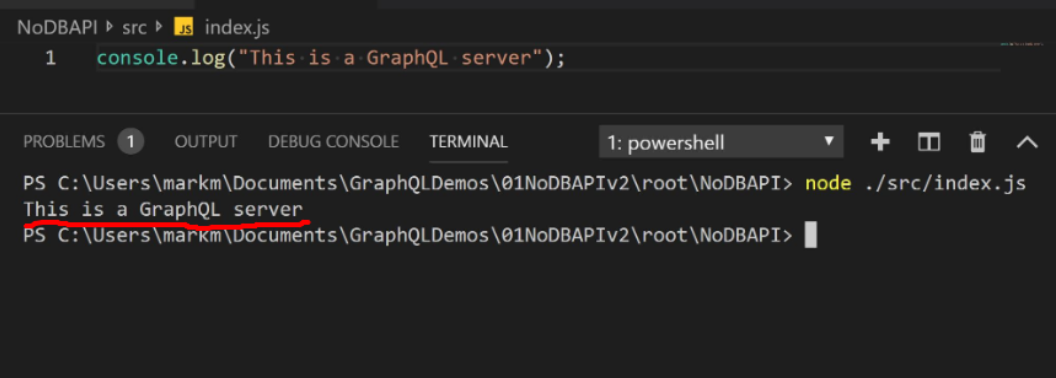 NoDBAPI src JS index.js
1 console.log("This is a GraphQL server");
PROBLEMS 1 OUTPUT DEBUG CONSOLE TERMINAL 1: powershell
PS C:\Users\markm\Documents\GraphQLDemos\01NoDBAPIv2\root\NoDBAPI> node ./src/index.js
This is a GraphQL server
PS C:\Users\markm\Documents\GraphQLDemos\01NoDBAPIv2\root\NoDBAPI>